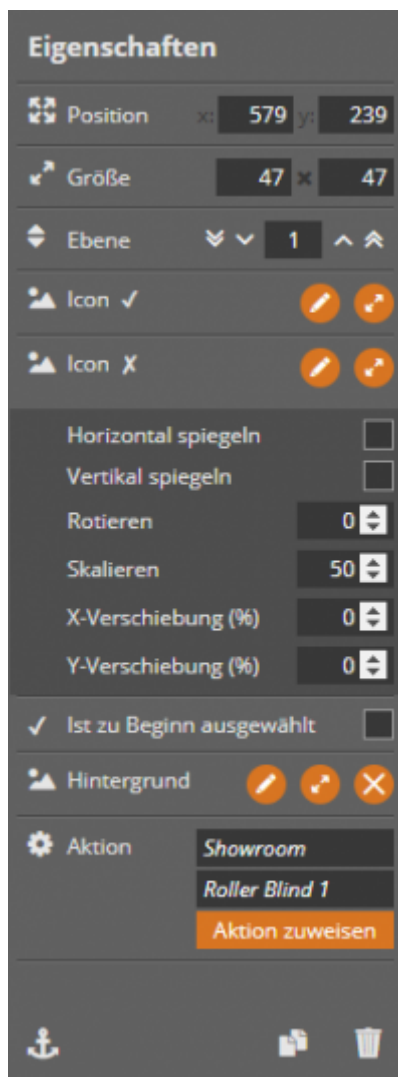 Eigenschaften
Position x: 579 y: 239
Größe 47 × 47
Ebene 1
Icon ✓
Icon ✗
Horizontal spiegeln
Vertikal spiegeln
Rotieren 0
Skalieren 50
X-Verschiebung (%) 0
Y-Verschiebung (%) 0
Ist zu Beginn ausgewählt
Hintergrund
Aktion Showroom
Roller Blind 1
Aktion zuweisen